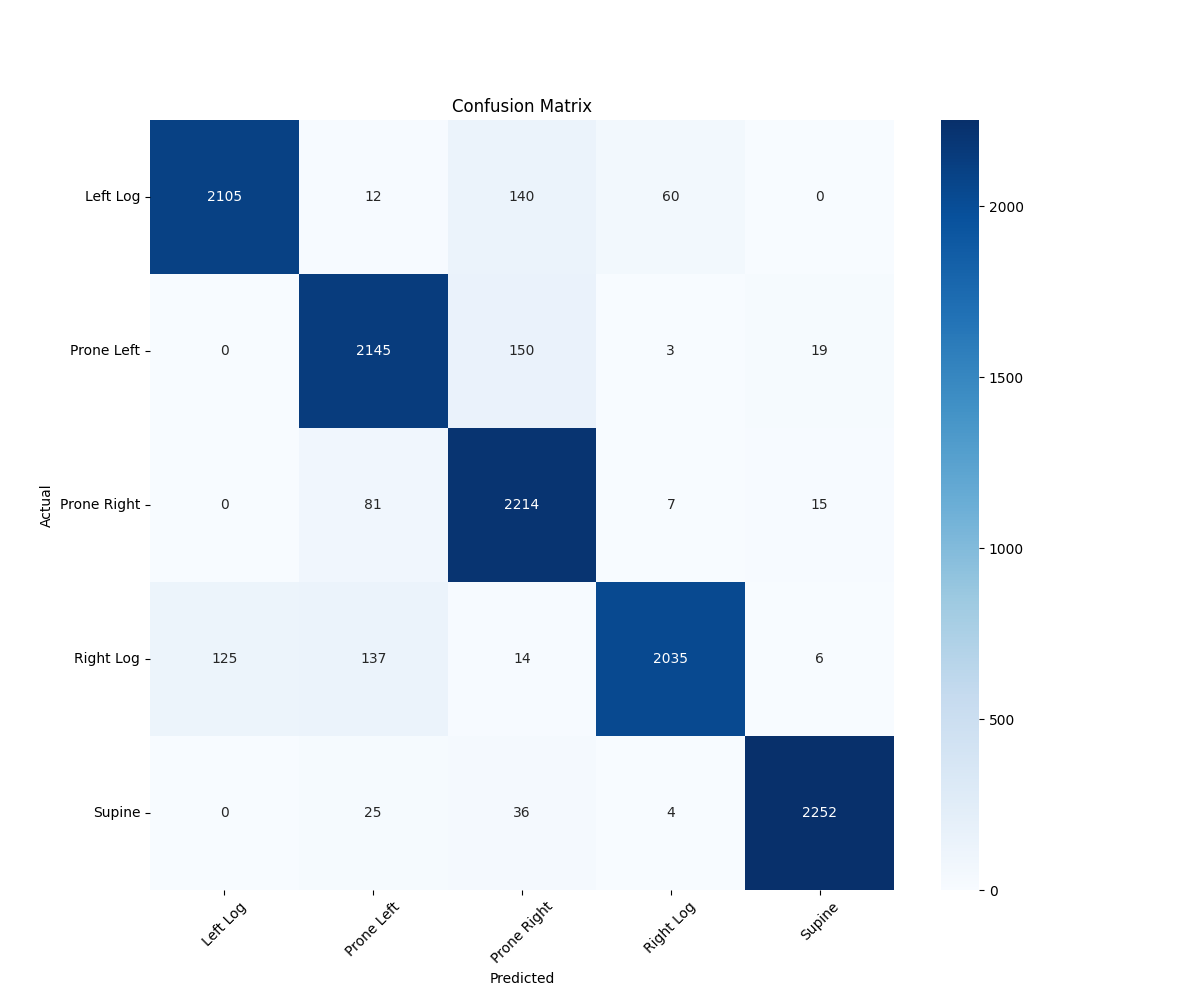 Confusion Matrix
Left Log 2105 12 140 60 0
Prone Left 0 2145 150 3 19
Prone Right 0 81 2214 7 15
Right Log 125 137 14 2035 6
Supine 0 25 36 4 2252
Actual
Left Log Prone Left Prone Right Right Log Supine
Predicted
2000
1500
1000
500
0